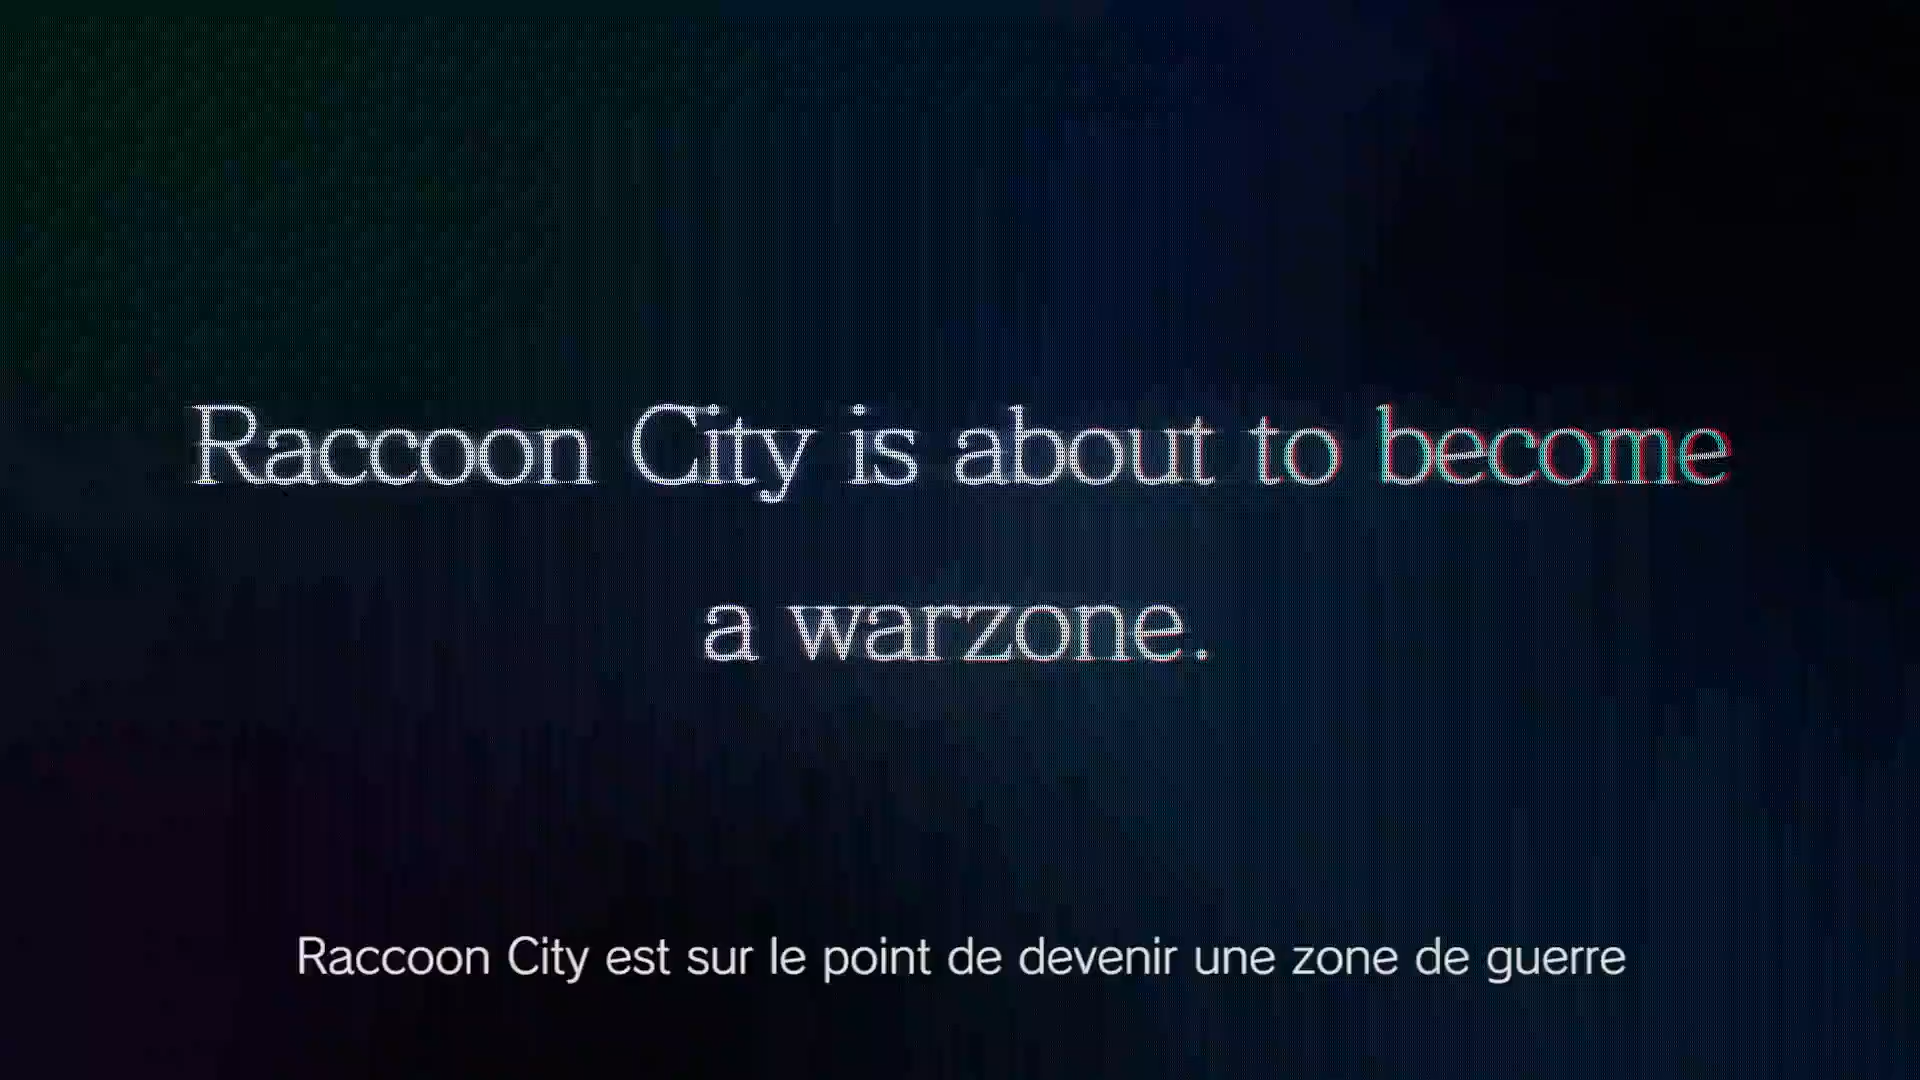 Raccoon City is about to become
a warzone.
Raccoon City est sur le point de devenir une zone de guerre